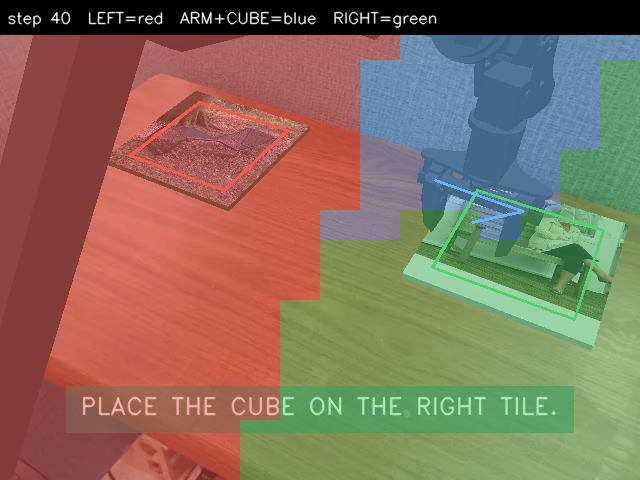 step 40 LEFT=red ARM+CUBE=blue RIGHT=green
PLACE THE CUBE ON THE RIGHT TILE.